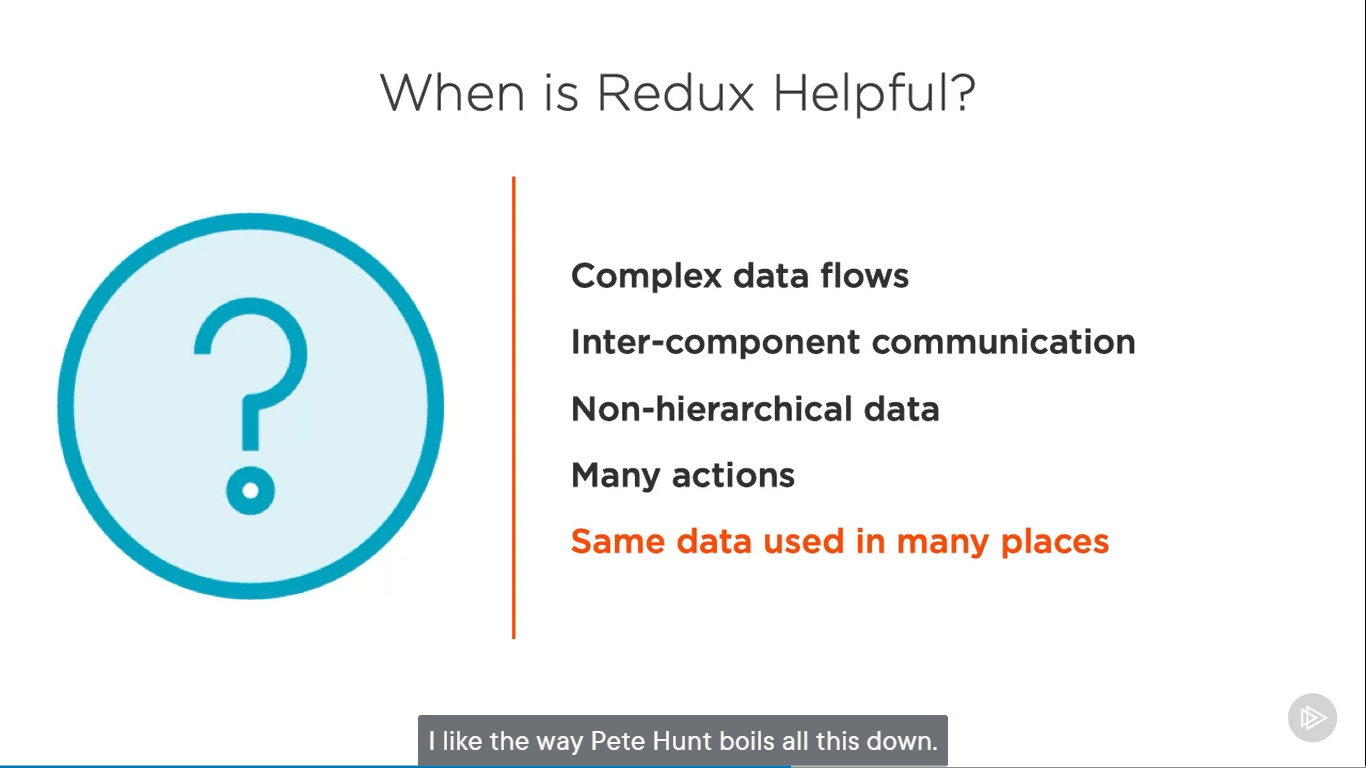 When is Redux Helpful?
Complex data flows
Inter-component communication
Non-hierarchical data
Many actions
Same data used in many places
I like the way Pete Hunt boils all this down.